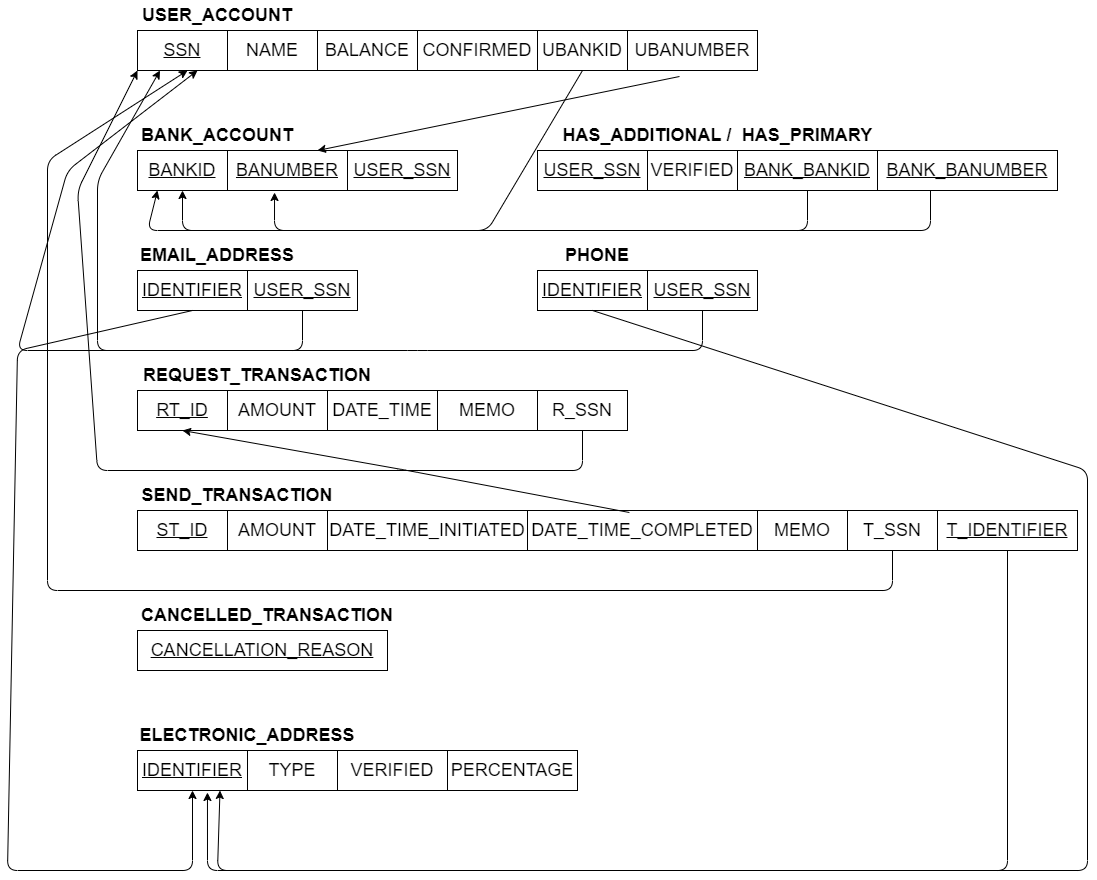 USER_ACCOUNT
SSN NAME BALANCE CONFIRMED UBANKID UBANUMBER
BANK_ACCOUNT HAS_ADDITIONAL / HAS_PRIMARY
BANKID BANUMBER USER_SSN USER_SSN VERIFIED BANK_BANKID BANK_BANUMBER
EMAIL_ADDRESS PHONE
IDENTIFIER USER_SSN IDENTIFIER USER_SSN
REQUEST_TRANSACTION
RT_ID AMOUNT DATE_TIME MEMO R_SSN
SEND_TRANSACTION
ST_ID AMOUNT DATE_TIME_INITIATED DATE_TIME_COMPLETED MEMO T_SSN T_IDENTIFIER
CANCELLED_TRANSACTION
CANCELLATION_REASON
ELECTRONIC_ADDRESS
IDENTIFIER TYPE VERIFIED PERCENTAGE